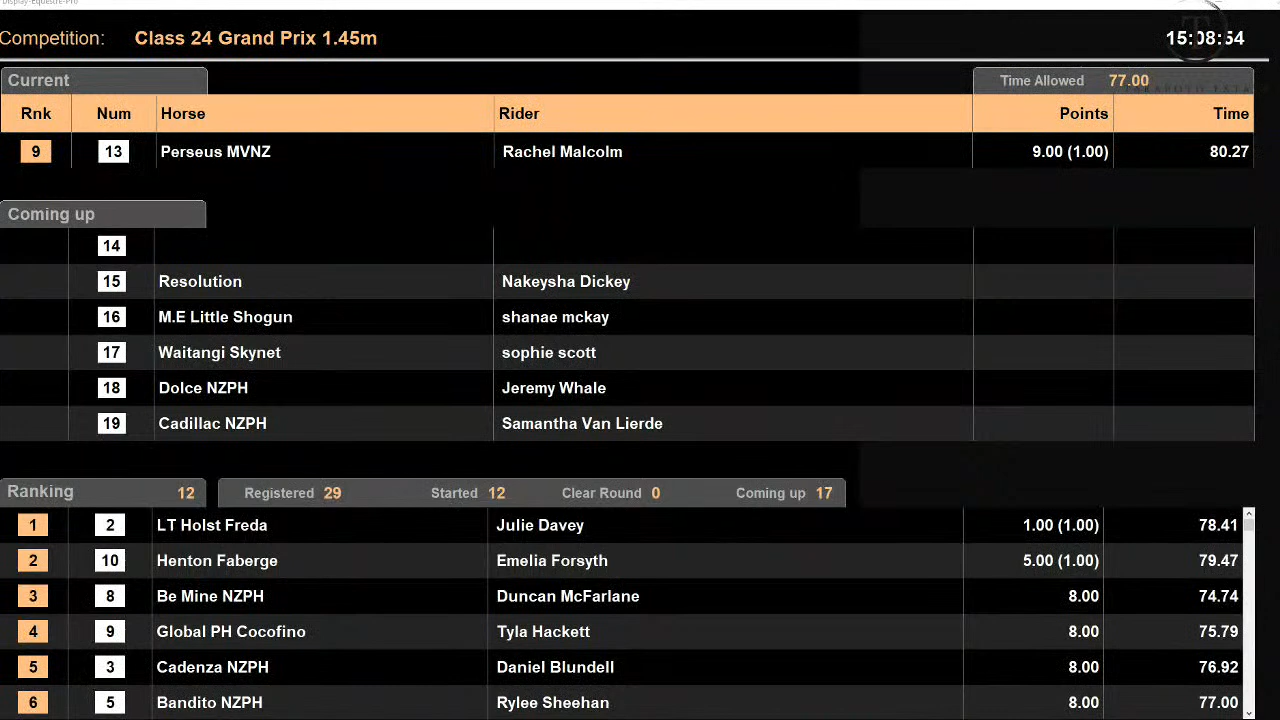 Display-Equestre-Pro
Competition: Class 24 Grand Prix 1.45m 15:08:54
Current Time Allowed 77.00
Rnk Num Horse Rider Points Time
9 13 Perseus MVNZ Rachel Malcolm 9.00 (1.00) 80.27
Coming up
14
15 Resolution Nakeysha Dickey
16 M.E Little Shogun shanae mckay
17 Waitangi Skynet sophie scott
18 Dolce NZPH Jeremy Whale
19 Cadillac NZPH Samantha Van Lierde
Ranking 12 Registered 29 Started 12 Clear Round 0 Coming up 17
1 2 LT Holst Freda Julie Davey 1.00 (1.00) 78.41
2 10 Henton Faberge Emelia Forsyth 5.00 (1.00) 79.47
3 8 Be Mine NZPH Duncan McFarlane 8.00 74.74
4 9 Global PH Cocofino Tyla Hackett 8.00 75.79
5 3 Cadenza NZPH Daniel Blundell 8.00 76.92
6 5 Bandito NZPH Rylee Sheehan 8.00 77.00